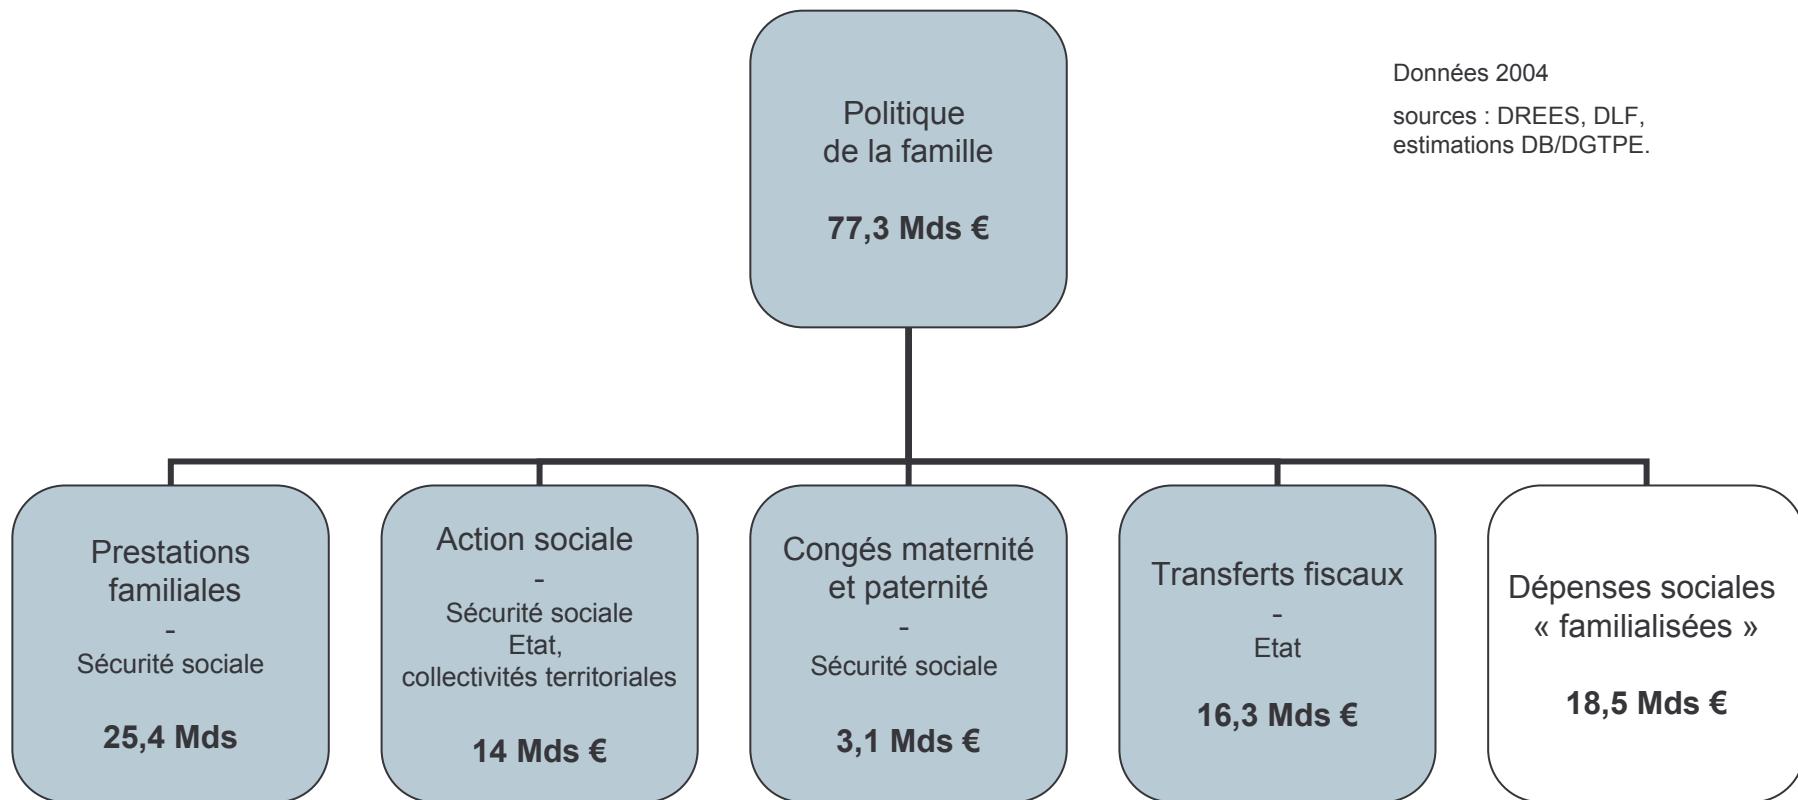 Politique
de la famille
77,3 Mds €
Données 2004
sources : DREES, DLF,
estimations DB/DGTPE.
Prestations
familiales
-
Sécurité sociale
25,4 Mds
Action sociale
-
Sécurité sociale
Etat,
collectivités territoriales
14 Mds €
Congés maternité
et paternité
-
Sécurité sociale
3,1 Mds €
Transferts fiscaux
-
Etat
16,3 Mds €
Dépenses sociales
« familialisées »
18,5 Mds €